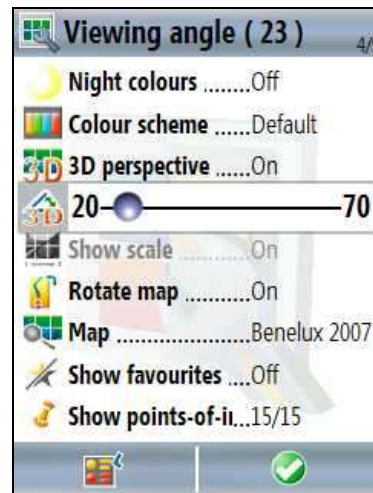 Viewing angle ( 23 ) 4/
Night colours ........Off
Colour scheme ......Default
3D perspective ......On
3D 20 70
Show scale ..............On
Rotate map ...........On
Map ......................Benelux 2007
Show favourites ....Off
Show points-of-i...15/15